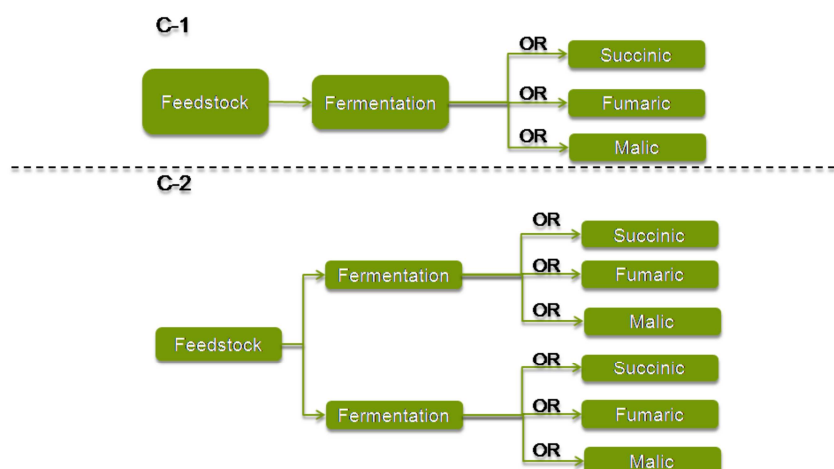 C-1
OR
Succinic
Feedstock
Fermentation
OR
Fumaric
OR
Malic
C-2
OR
Succinic
Fermentation
OR
Fumaric
OR
Malic
Feedstock
OR
Succinic
Fermentation
OR
Fumaric
OR
Malic